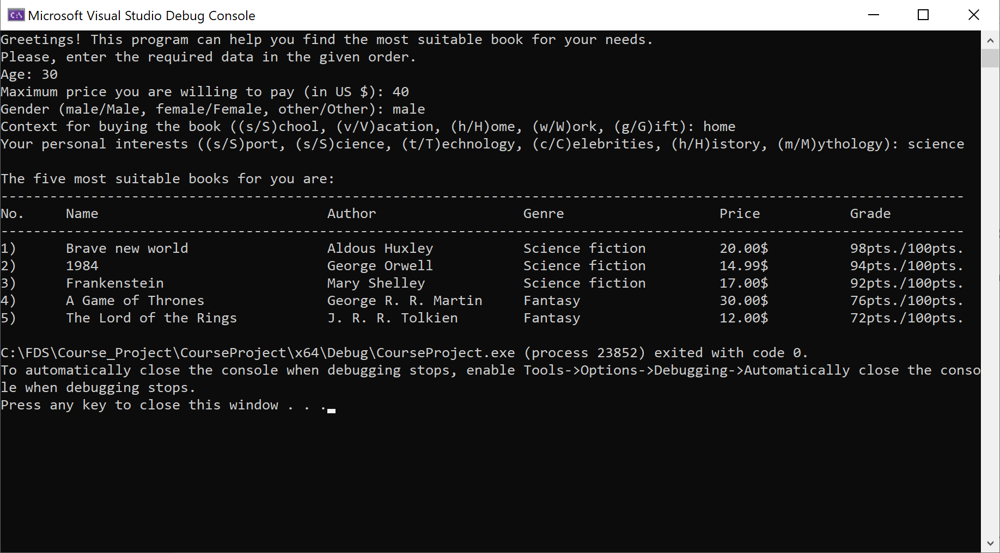 Microsoft Visual Studio Debug Console
Greetings! This program can help you find the most suitable book for your needs.
Please, enter the required data in the given order.
Age: 30
Maximum price you are willing to pay (in US $): 40
Gender (male/Male, female/Female, other/Other): male
Context for buying the book ((s/S)chool, (v/V)acation, (h/H)ome, (w/W)ork, (g/G)ift): home
Your personal interests ((s/S)port, (s/S)cience, (t/T)echnology, (c/C)elebrities, (h/H)istory, (m/M)ythology): science
The five most suitable books for you are:
----------------------------------------------------------------------------------------------------------------------
No. Name Author Genre Price Grade
----------------------------------------------------------------------------------------------------------------------
1) Brave new world Aldous Huxley Science fiction 20.00$ 98pts./100pts.
2) 1984 George Orwell Science fiction 14.99$ 94pts./100pts.
3) Frankenstein Mary Shelley Science fiction 17.00$ 92pts./100pts.
4) A Game of Thrones George R. R. Martin Fantasy 30.00$ 76pts./100pts.
5) The Lord of the Rings J. R. R. Tolkien Fantasy 12.00$ 72pts./100pts.
C:\FDS\Course_Project\CourseProject\x64\Debug\CourseProject.exe (process 23852) exited with code 0.
To automatically close the console when debugging stops, enable Tools->Options->Debugging->Automatically close the conso
le when debugging stops.
Press any key to close this window . . .